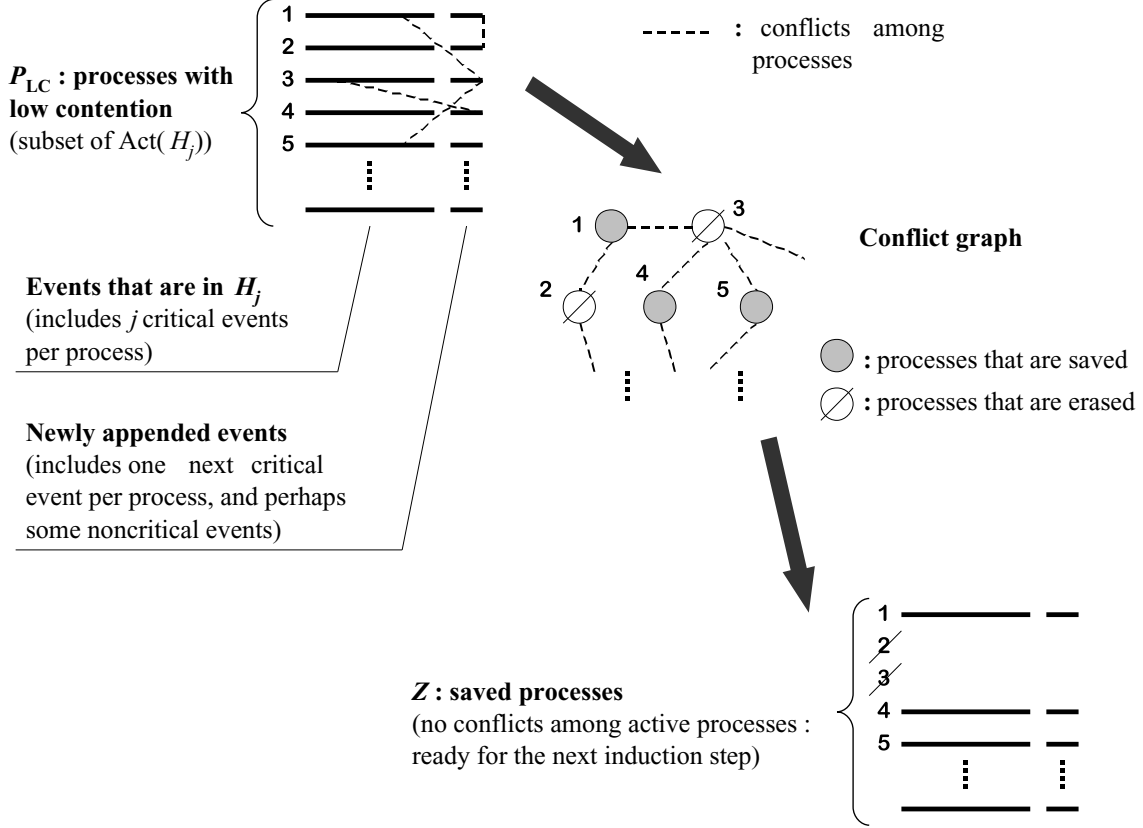 1
2
3
4
5
P_LC : processes with
low contention
(subset of Act( H_j))
: conflicts among
processes
Events that are in H_j
(includes j critical events
per process)
Newly appended events
(includes one next critical
event per process, and perhaps
some noncritical events)
1
3
2
4
5
Conflict graph
: processes that are saved
: processes that are erased
Z : saved processes
(no conflicts among active processes :
ready for the next induction step)
1
2
3
4
5